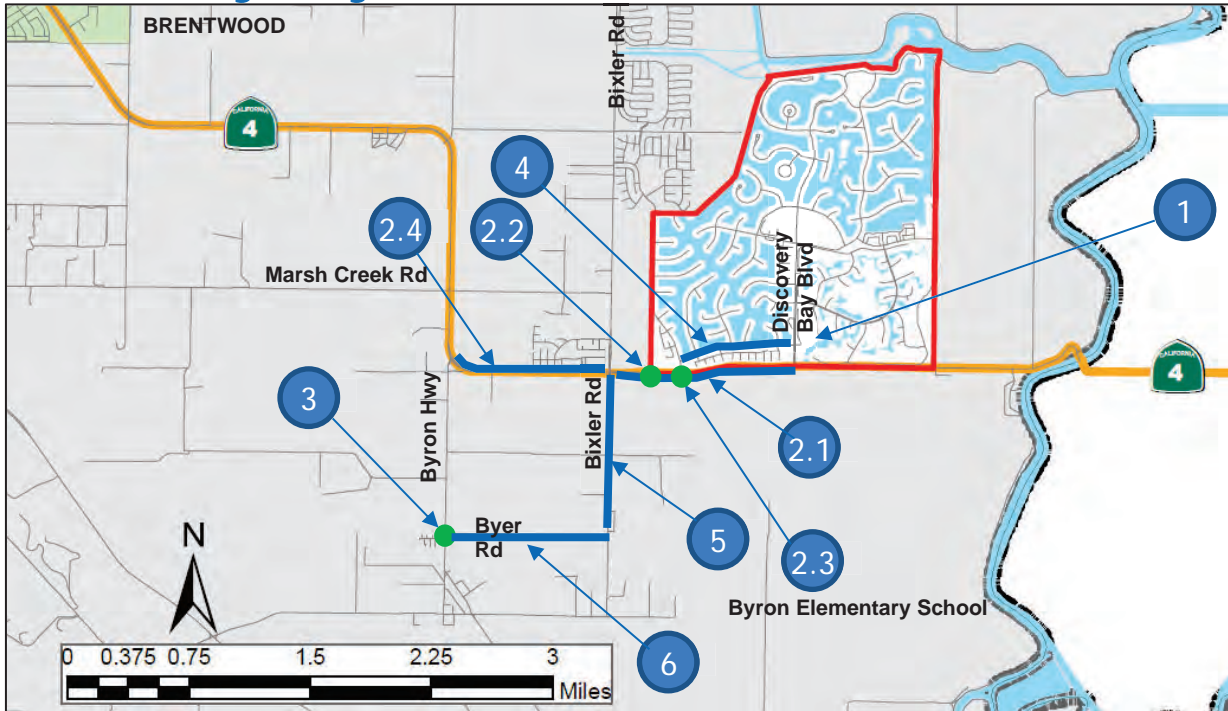 BRENTWOOD
Bixler Rd
CALIFORNIA
4
4
1
2.4
2.2
Marsh Creek Rd
Discovery
Bay Blvd
CALIFORNIA
4
3
Byron Hwy
Bixler Rd
2.1
N
Byer
Rd
5
2.3
Byron Elementary School
6
0 0.375 0.75 1.5 2.25 3
Miles